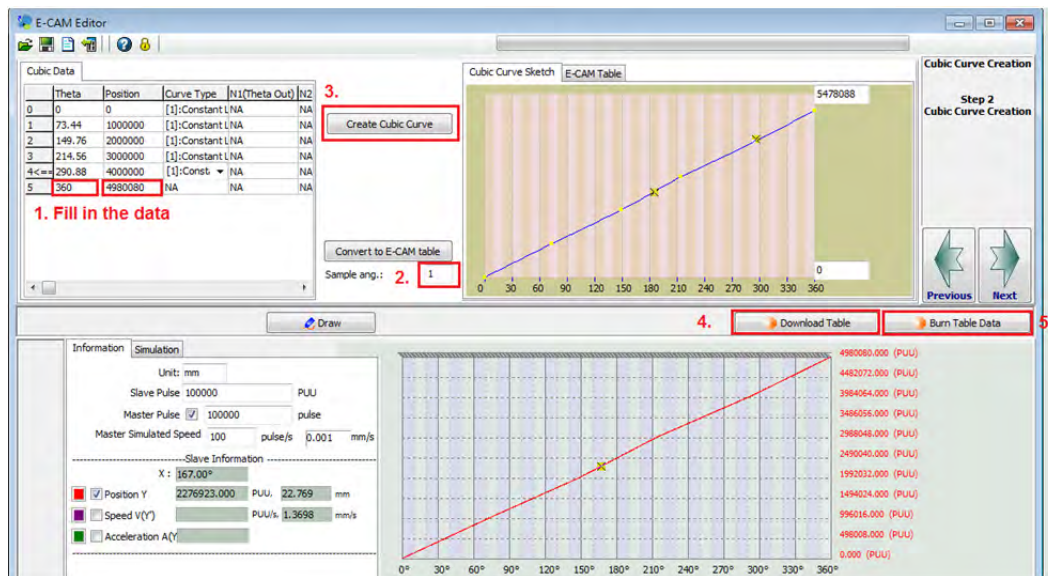 E-CAM Editor
Cubic Data
Theta Position Curve Type N1(Theta Out) N2
0 0 0 [1]:Constant L NA NA
1 73.44 1000000 [1]:Constant L NA NA
2 149.76 2000000 [1]:Constant L NA NA
3 214.56 3000000 [1]:Constant L NA NA
4<== 290.88 4000000 [1]:Const. NA NA
5 360 4980080 NA NA NA
1. Fill in the data
3.
Create Cubic Curve
Convert to E-CAM table
Sample ang.: 2. 1
Cubic Curve Sketch E-CAM Table
5478088
0
0 30 60 90 120 150 180 210 240 270 300 330 360
Cubic Curve Creation
Step 2
Cubic Curve Creation
Previous Next
Draw
4. Download Table
Burn Table Data 5
Information Simulation
Unit: mm
Slave Pulse 100000 PUU
Master Pulse 100000 pulse
Master Simulated Speed 100 pulse/s 0.001 mm/s
Slave Information
X : 167.00°
Position Y 2276923.000 PUU. 22.769 mm
Speed V(Y') PUU/s. 1.3698 mm/s
Acceleration A(Y
4980080.000 (PUU)
4482072.000 (PUU)
3984064.000 (PUU)
3486056.000 (PUU)
2988048.000 (PUU)
2490040.000 (PUU)
1992032.000 (PUU)
1494024.000 (PUU)
996016.000 (PUU)
498008.000 (PUU)
0.000 (PUU)
0° 30° 60° 90° 120° 150° 180° 210° 240° 270° 300° 330° 360°